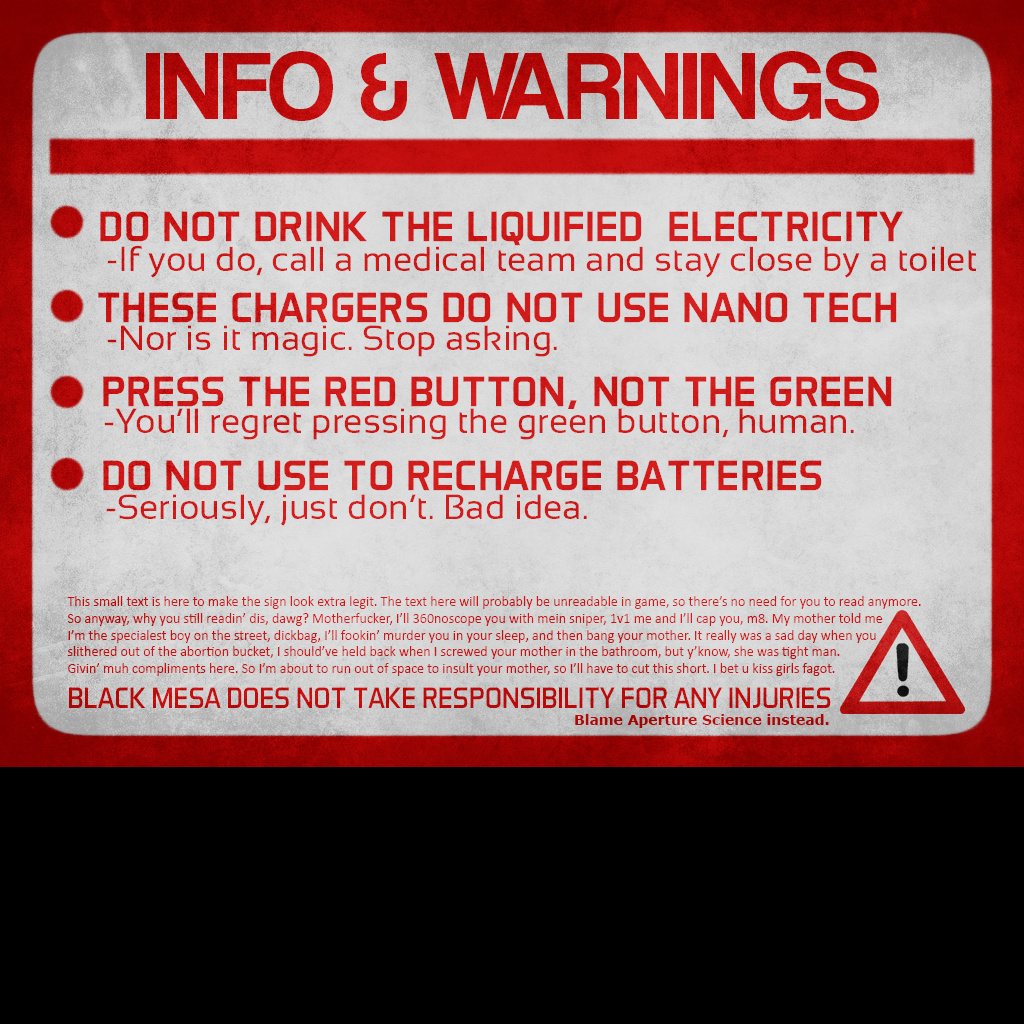 INFO & WARNINGS
DO NOT DRINK THE LIQUIFIED ELECTRICITY
-If you do, call a medical team and stay close by a toilet
THESE CHARGERS DO NOT USE NANO TECH
-Nor is it magic. Stop asking.
PRESS THE RED BUTTON, NOT THE GREEN
-You'll regret pressing the green button, human.
DO NOT USE TO RECHARGE BATTERIES
-Seriously, just don't. Bad idea.
This small text is here to make the sign look extra legit. The text here will probably be unreadable in game, so there's no need for you to read anymore.
So anyway, why you still readin' dis, dawg? Motherfucker, I'll 360noscope you with mein sniper, 1v1 me and I'll cap you, m8. My mother told me
I'm the specialest boy on the street, dickbag, I'll fookin' murder you in your sleep, and then bang your mother. It really was a sad day when you
slithered out of the abortion bucket, I should've held back when I screwed your mother in the bathroom, but y'know, she was tight man.
Givin' muh compliments here. So I'm about to run out of space to insult your mother, so I'll have to cut this short. I bet u kiss girls fagot.
BLACK MESA DOES NOT TAKE RESPONSIBILITY FOR ANY INJURIES
Blame Aperture Science instead.